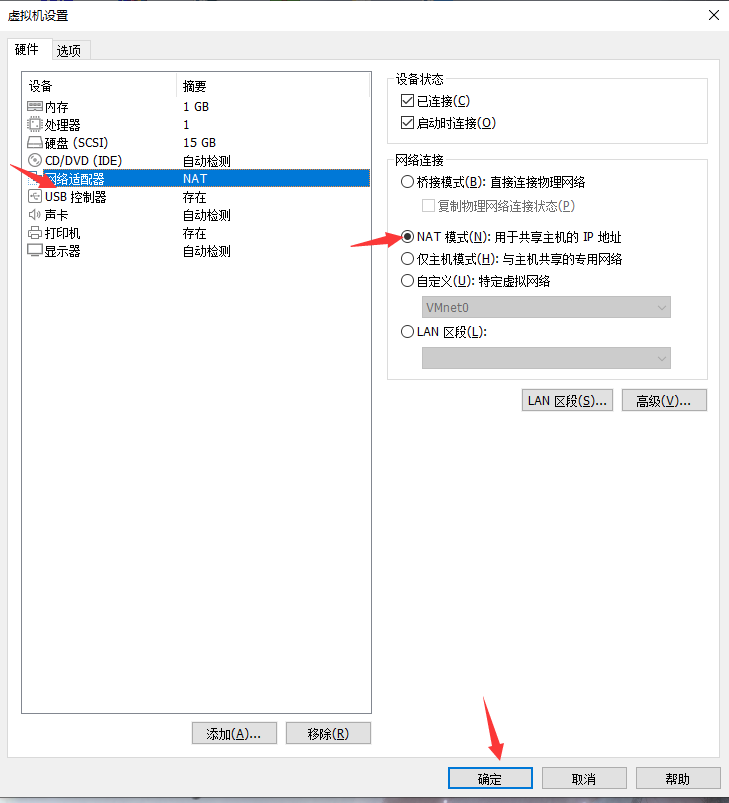 虚拟机设置
硬件 选项
设备 摘要
内存 1 GB
处理器 1
硬盘 (SCSI) 15 GB
CD/DVD (IDE) 自动检测
网络适配器 NAT
USB 控制器 存在
声卡 自动检测
打印机 存在
显示器 自动检测
添加(A)... 移除(R)
设备状态
已连接(C)
启动时连接(O)
网络连接
桥接模式(B): 直接连接物理网络
复制物理网络连接状态(P)
NAT 模式(N): 用于共享主机的 IP 地址
仅主机模式(H): 与主机共享的专用网络
自定义(U): 特定虚拟网络
VMnet0
LAN 区段(L):
LAN 区段(S)... 高级(V)...
确定 取消 帮助